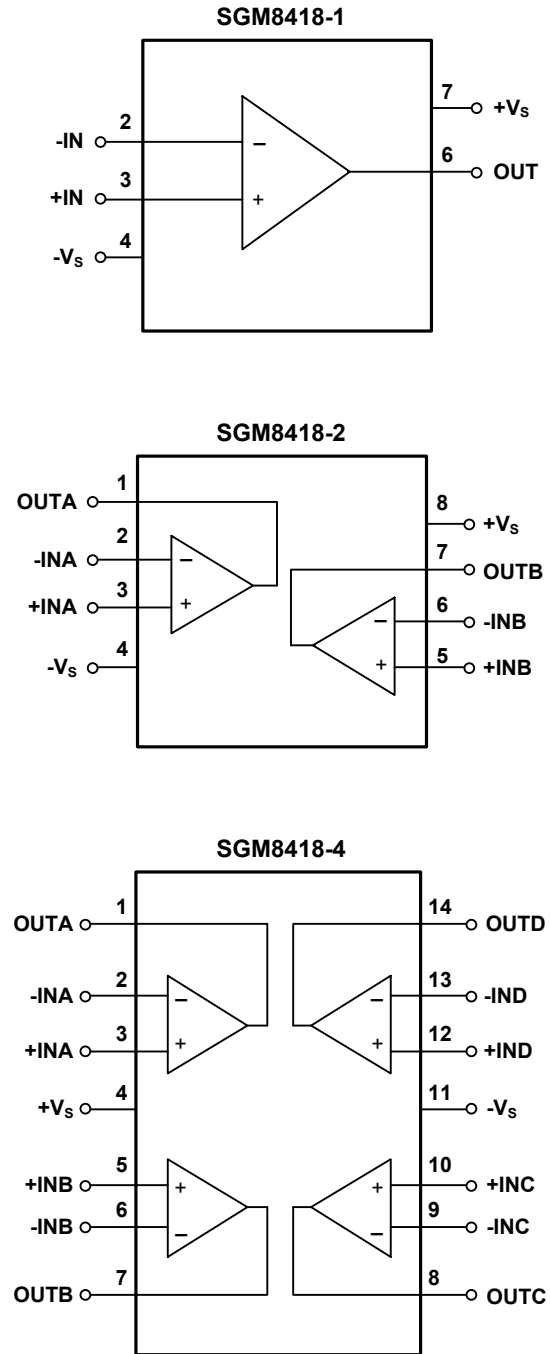 SGM8418-1
7
+VS
2
-IN
−
6
OUT
3
+IN
+
4
-VS
SGM8418-2
1
OUTA
8
+VS
2
-INA
−
7
OUTB
3
+INA
+
6
-INB
−
4
-VS
5
+INB
+
SGM8418-4
1
OUTA
14
OUTD
2
-INA
−
13
-IND
−
3
+INA
+
12
+IND
+
4
+VS
11
-VS
5
+INB
+
10
+INC
+
6
-INB
−
9
-INC
−
7
OUTB
8
OUTC